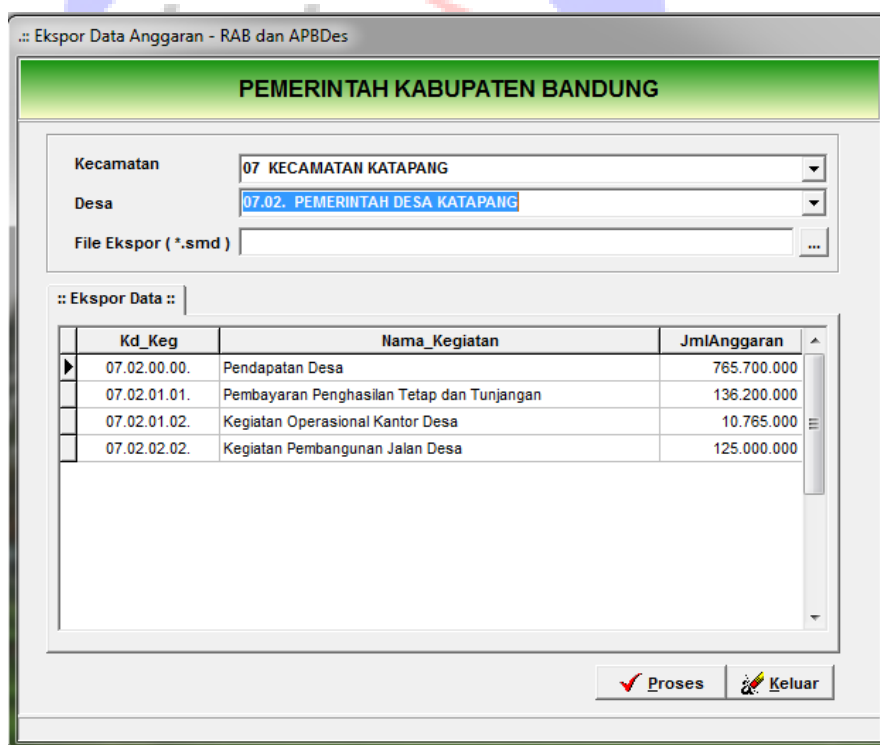 .:: Ekspor Data Anggaran - RAB dan APBDes
PEMERINTAH KABUPATEN BANDUNG
Kecamatan 07 KECAMATAN KATAPANG
Desa 07.02. PEMERINTAH DESA KATAPANG
File Ekspor ( *.smd ) ...
:: Ekspor Data ::
Kd_Keg Nama_Kegiatan JmlAnggaran
07.02.00.00. Pendapatan Desa 765.700.000
07.02.01.01. Pembayaran Penghasilan Tetap dan Tunjangan 136.200.000
07.02.01.02. Kegiatan Operasional Kantor Desa 10.765.000
07.02.02.02. Kegiatan Pembangunan Jalan Desa 125.000.000
Proses Keluar